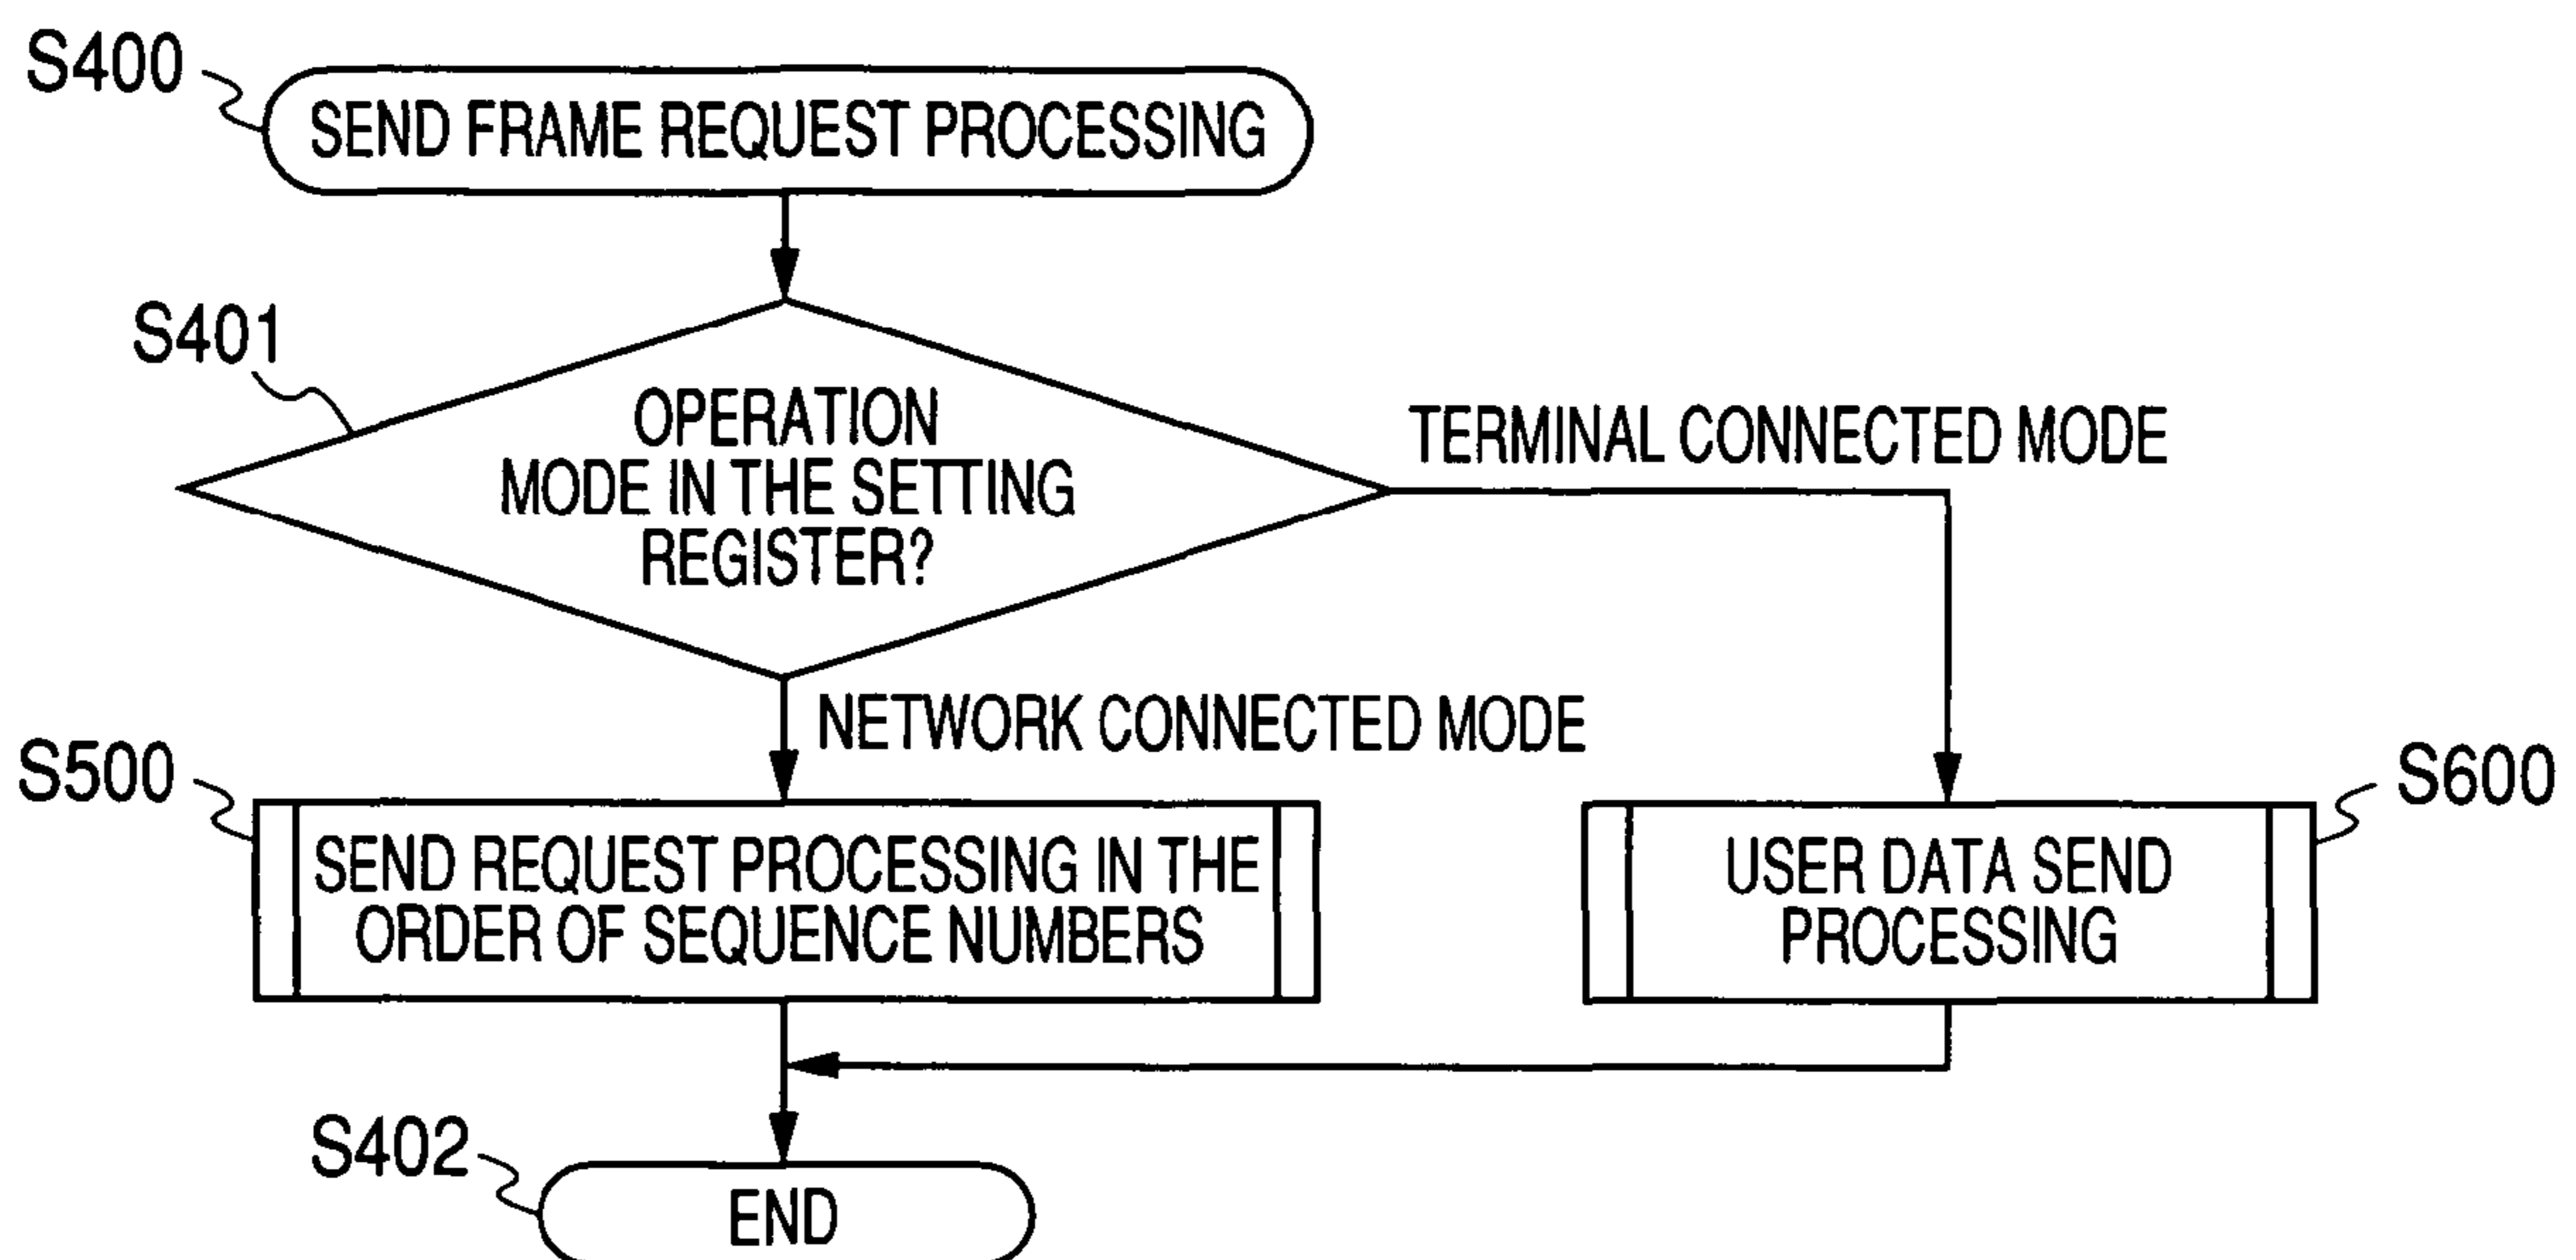 S400
SEND FRAME REQUEST PROCESSING
S401
OPERATION
MODE IN THE SETTING
REGISTER?
TERMINAL CONNECTED MODE
NETWORK CONNECTED MODE
S500
SEND REQUEST PROCESSING IN THE
ORDER OF SEQUENCE NUMBERS
S600
USER DATA SEND
PROCESSING
S402
END